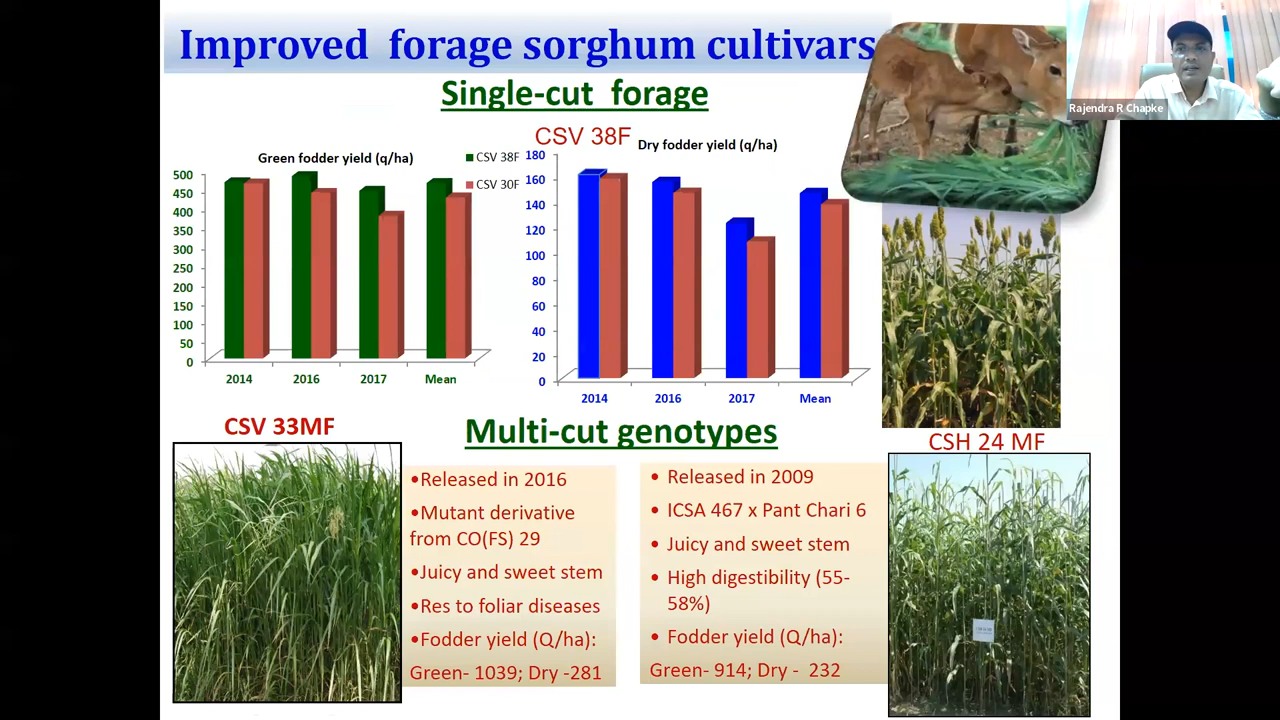 Improved forage sorghum cultivars
Rajendra R Chapke
Single-cut forage
CSV 38F
Green fodder yield (q/ha)
CSV 38F
CSV 30F
500
450
400
350
300
250
200
150
100
50
0
2014 2016 2017 Mean
Dry fodder yield (q/ha)
180
160
140
120
100
80
60
40
20
0
2014 2016 2017 Mean
Multi-cut genotypes
CSV 33MF
•Released in 2016
•Mutant derivative
from CO(FS) 29
•Juicy and sweet stem
•Res to foliar diseases
•Fodder yield (Q/ha):
Green- 1039; Dry -281
CSH 24 MF
• Released in 2009
• ICSA 467 x Pant Chari 6
• Juicy and sweet stem
• High digestibility (55-
58%)
• Fodder yield (Q/ha):
Green- 914; Dry - 232